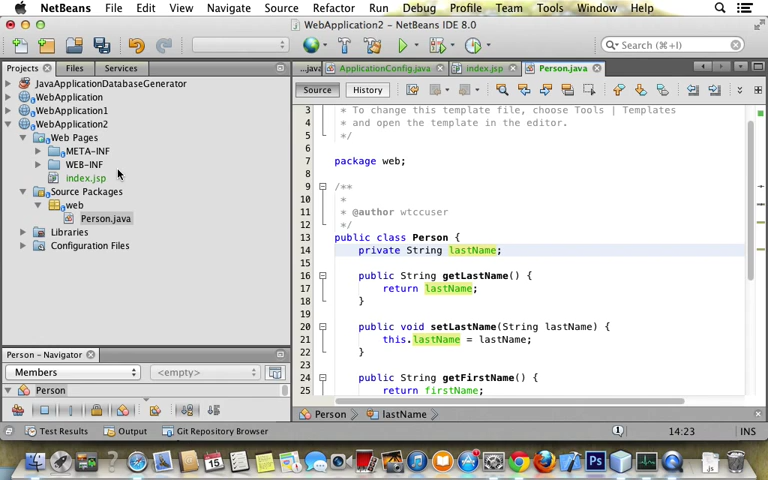 NetBeans File Edit View Navigate Source Refactor Run Debug Profile Team Tools Window Help
WebApplication2 - NetBeans IDE 8.0
Search (⌘+I)
Projects Files Services
...java ApplicationConfig.java index.jsp Person.java
Source History
JavaApplicationDatabaseGenerator
WebApplication
WebApplication1
WebApplication2
Web Pages
META-INF
WEB-INF
index.jsp
Source Packages
web
Person.java
Libraries
Configuration Files
3 * To change this template file, choose Tools | Templates
4 * and open the template in the editor.
5 */
6
7 package web;
8
9 /**
10 *
11 * @author wtccuser
12 */
13 public class Person {
14 private String lastName;
15
16 public String getLastName() {
17 return lastName;
18 }
19
20 public void setLastName(String lastName) {
21 this.lastName = lastName;
22 }
23
24 public String getFirstName() {
25 return firstName;
Person - Navigator
Members <empty>
Person
Person lastName
Test Results Output Git Repository Browser
1 14:23 INS
15
.js